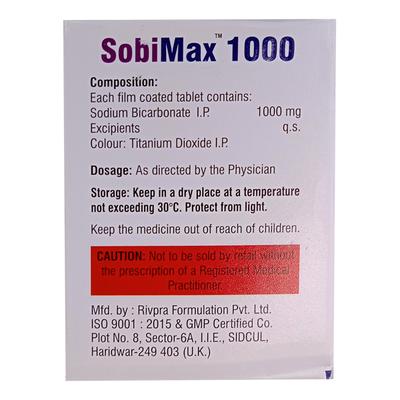 SobiMax™ 1000
Composition:
Each film coated tablet contains:
Sodium Bicarbonate I.P. 1000 mg
Excipients q.s.
Colour: Titanium Dioxide I.P.
Dosage: As directed by the Physician
Storage: Keep in a dry place at a temperature
not exceeding 30°C. Protect from light.
Keep the medicine out of reach of children.
CAUTION: Not to be sold by retail without
the prescription of a Registered Medical
Practitioner.
Mfd. by : Rivpra Formulation Pvt. Ltd.
ISO 9001 : 2015 & GMP Certified Co.
Plot No. 8, Sector-6A, I.I.E., SIDCUL,
Haridwar-249 403 (U.K.)